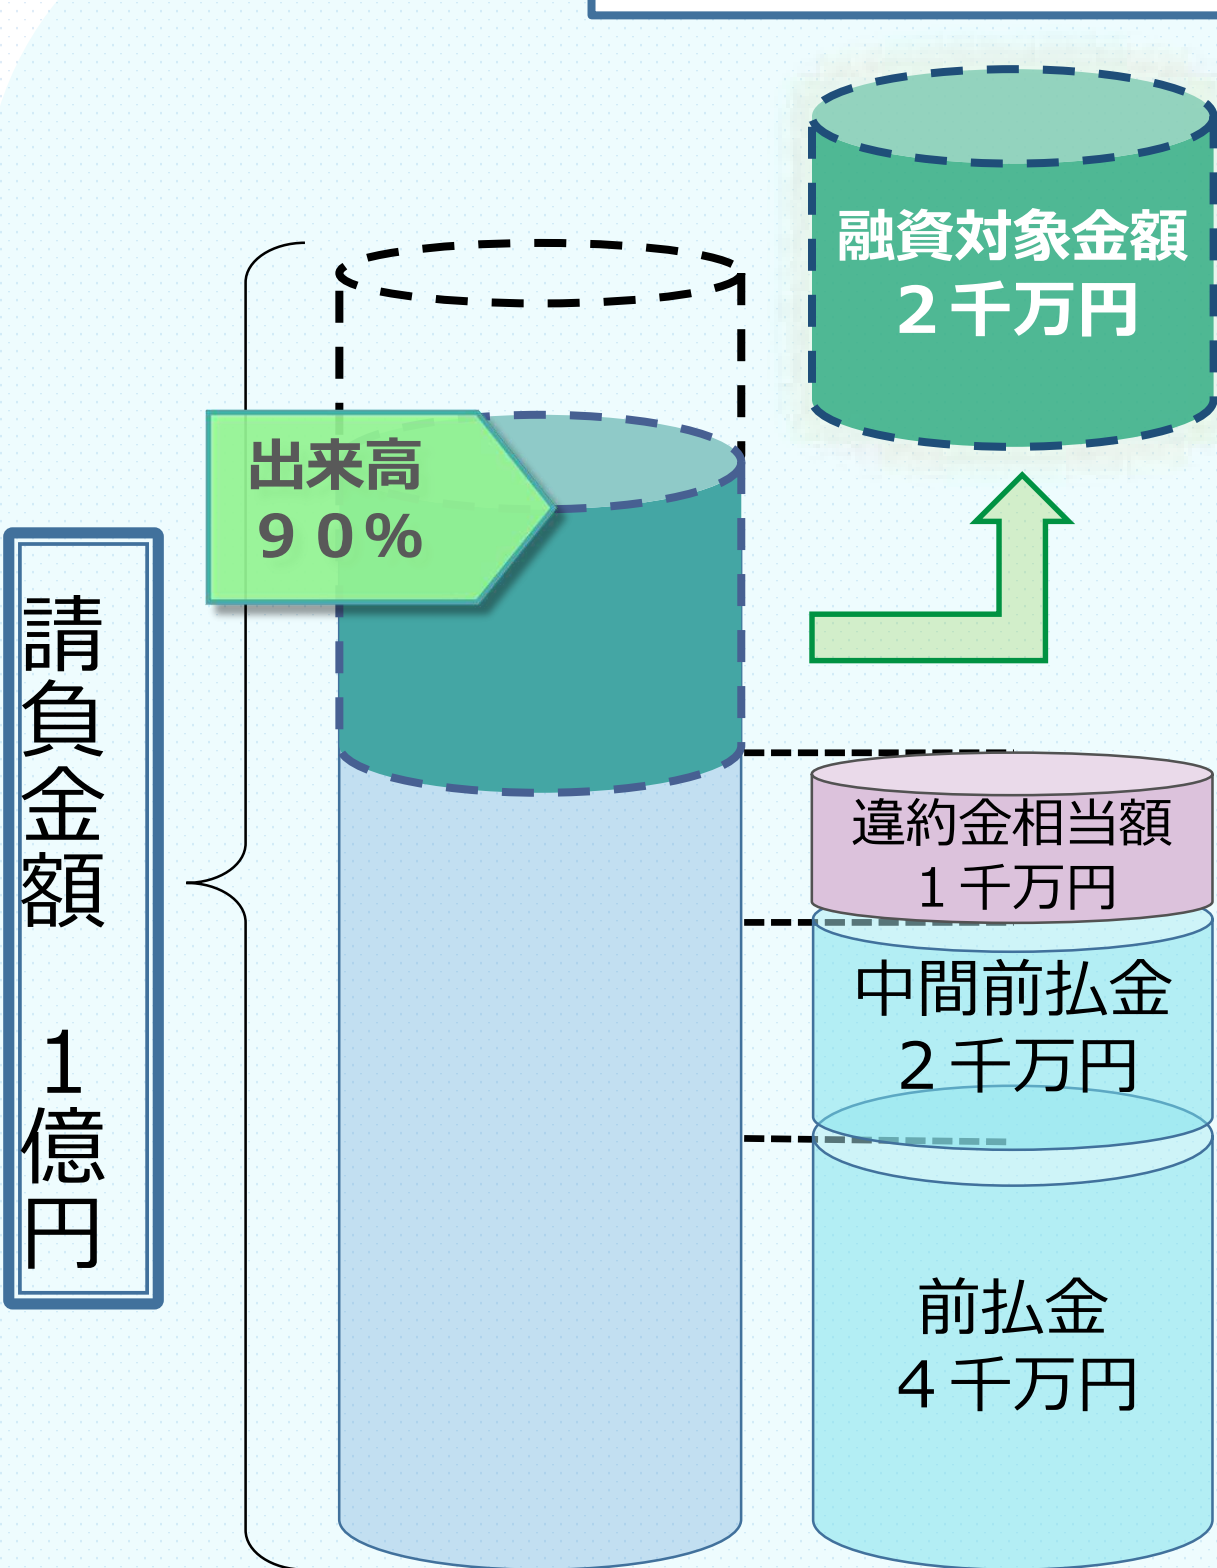 融資対象金額
２千万円
出来高
９０％
請負金額　１億円
違約金相当額
１千万円
中間前払金
２千万円
前払金
４千万円